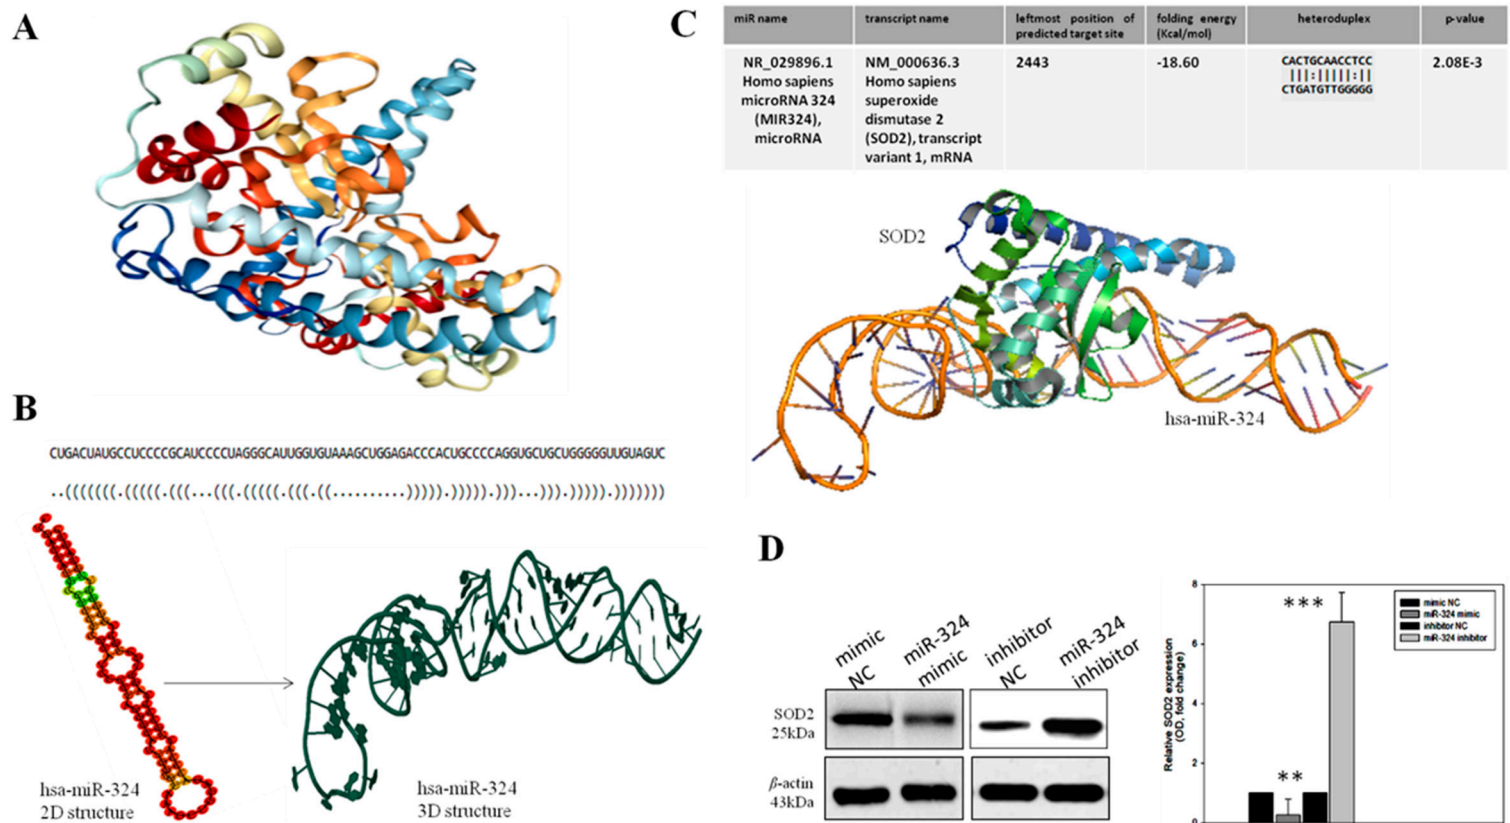 A
B
CUGACUAUGCCUCCCCGCAUCCCCUAGGGCAUUGGUGUAAAGCUGGAGACCCACUGCCCCAGGUGCUGCUGGGGGUUGUAGUC
..(((((((.(((((.(((...(((.(((((.(((.((..........))))).))))).)))...))).))))).)))))))
hsa-miR-324
2D structure
hsa-miR-324
3D structure
C
miR name transcript name leftmost position of predicted target site folding energy (Kcal/mol) heteroduplex p-value
NR_029896.1 NM_000636.3 2443 -18.60 CACTGCAACCTCC 2.08E-3
Homo sapiens Homo sapiens |||:|||||:||
microRNA 324 superoxide CTGATGTTGGGGG
(MIR324), dismutase 2
microRNA (SOD2), transcript
variant 1, mRNA
SOD2
hsa-miR-324
D
mimic NC
miR-324 mimic
inhibitor NC
miR-324 inhibitor
SOD2
25kDa
β-actin
43kDa
Relative SOD2 expression
(OD, fold change)
8
6
4
2
0
***
**
mimic NC
miR-324 mimic
inhibitor NC
miR-324 inhibitor